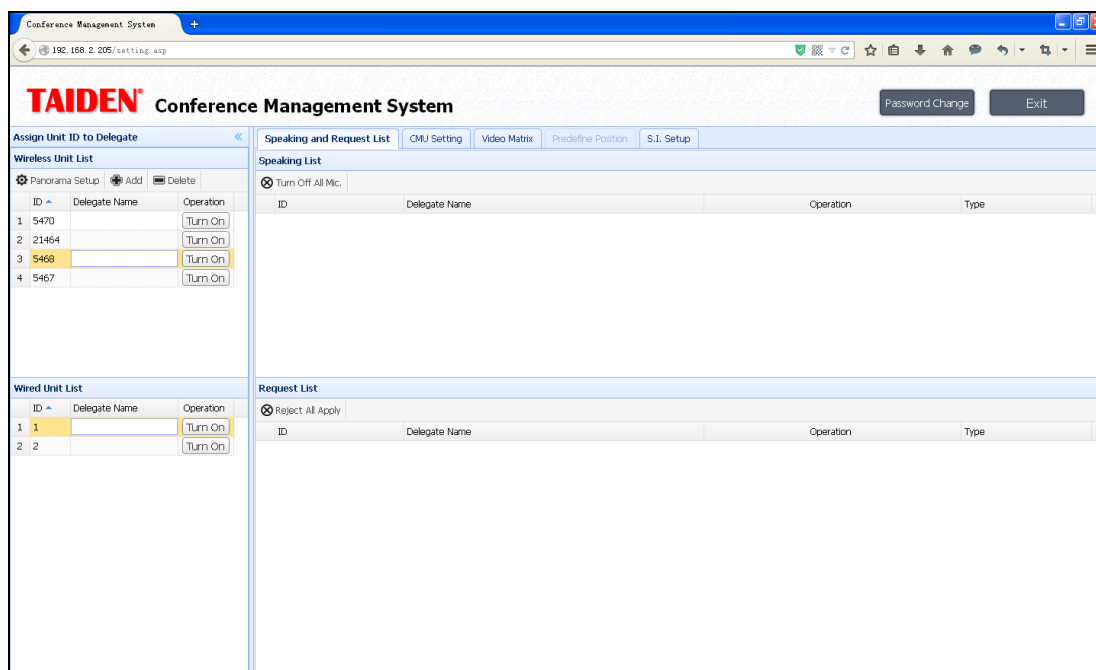 Conference Management System
192.168.2.205/setting.asp
TAIDEN® Conference Management System
Password Change
Exit
Assign Unit ID to Delegate
Speaking and Request List
CMU Setting
Video Matrix
Predefine Position
S.I. Setup
Wireless Unit List
Panorama Setup
Add
Delete
ID Delegate Name Operation
1 5470 Turn On
2 21464 Turn On
3 5468 Turn On
4 5467 Turn On
Speaking List
Turn Off All Mic.
ID Delegate Name Operation Type
Wired Unit List
ID Delegate Name Operation
1 1 Turn On
2 2 Turn On
Request List
Reject All Apply
ID Delegate Name Operation Type